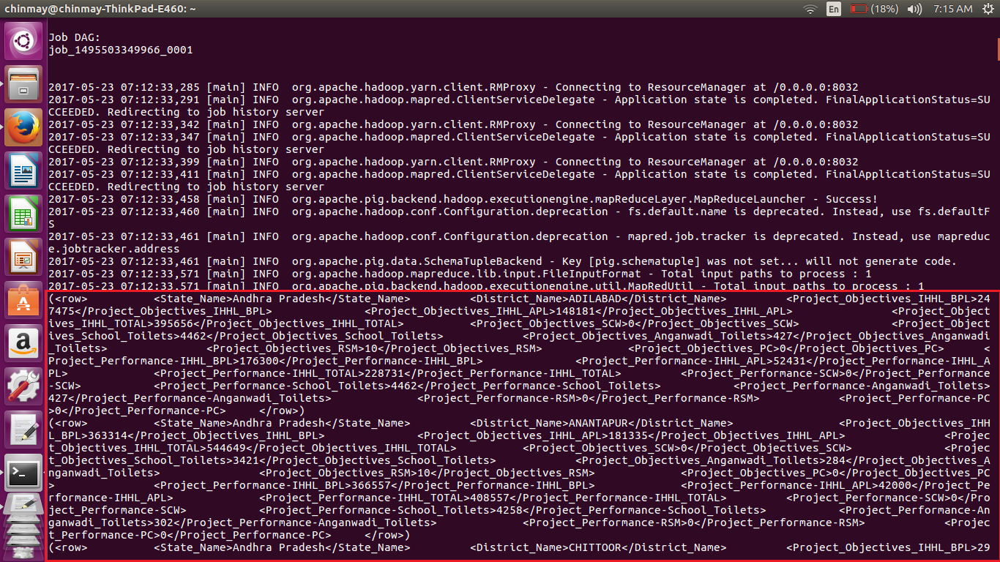 chinmay@chinmay-ThinkPad-E460: ~
En
(18%)
7:15 AM
Job DAG:
job_1495503349966_0001
2017-05-23 07:12:33,285 [main] INFO  org.apache.hadoop.yarn.client.RMProxy - Connecting to ResourceManager at /0.0.0.0:8032
2017-05-23 07:12:33,291 [main] INFO  org.apache.hadoop.mapred.ClientServiceDelegate - Application state is completed. FinalApplicationStatus=SU
CCEEDED. Redirecting to job history server
2017-05-23 07:12:33,342 [main] INFO  org.apache.hadoop.yarn.client.RMProxy - Connecting to ResourceManager at /0.0.0.0:8032
2017-05-23 07:12:33,347 [main] INFO  org.apache.hadoop.mapred.ClientServiceDelegate - Application state is completed. FinalApplicationStatus=SU
CCEEDED. Redirecting to job history server
2017-05-23 07:12:33,399 [main] INFO  org.apache.hadoop.yarn.client.RMProxy - Connecting to ResourceManager at /0.0.0.0:8032
2017-05-23 07:12:33,411 [main] INFO  org.apache.hadoop.mapred.ClientServiceDelegate - Application state is completed. FinalApplicationStatus=SU
CCEEDED. Redirecting to job history server
2017-05-23 07:12:33,458 [main] INFO  org.apache.pig.backend.hadoop.executionengine.mapReduceLayer.MapReduceLauncher - Success!
2017-05-23 07:12:33,460 [main] INFO  org.apache.hadoop.conf.Configuration.deprecation - fs.default.name is deprecated. Instead, use fs.defaultF
S
2017-05-23 07:12:33,461 [main] INFO  org.apache.hadoop.conf.Configuration.deprecation - mapred.job.tracker is deprecated. Instead, use mapreduc
e.jobtracker.address
2017-05-23 07:12:33,461 [main] INFO  org.apache.pig.data.SchemaTupleBackend - Key [pig.schematuple] was not set... will not generate code.
2017-05-23 07:12:33,571 [main] INFO  org.apache.hadoop.mapreduce.lib.input.FileInputFormat - Total input paths to process : 1
2017-05-23 07:12:33,571 [main] INFO  org.apache.pig.backend.hadoop.executionengine.util.MapRedUtil - Total input paths to process : 1
(<row>          <State_Name>Andhra Pradesh</State_Name>         <District_Name>ADILABAD</District_Name>         <Project_Objectives_IHHL_BPL>24
7475</Project_Objectives_IHHL_BPL>              <Project_Objectives_IHHL_APL>148181</Project_Objectives_IHHL_APL>               <Project_Object
ives_IHHL_TOTAL>395656</Project_Objectives_IHHL_TOTAL>          <Project_Objectives_SCW>0</Project_Objectives_SCW>              <Project_Object
ives_School_Toilets>4462</Project_Objectives_School_Toilets>            <Project_Objectives_Anganwadi_Toilets>427</Project_Objectives_Anganwadi
_Toilets>               <Project_Objectives_RSM>10</Project_Objectives_RSM>             <Project_Objectives_PC>0</Project_Objectives_PC>      <
Project_Performance-IHHL_BPL>176300</Project_Performance-IHHL_BPL>              <Project_Performance-IHHL_APL>52431</Project_Performance-IHHL_A
PL>             <Project_Performance-IHHL_TOTAL>228731</Project_Performance-IHHL_TOTAL>         <Project_Performance-SCW>0</Project_Performance
-SCW>           <Project_Performance-School_Toilets>4462</Project_Performance-School_Toilets>           <Project_Performance-Anganwadi_Toilets>
427</Project_Performance-Anganwadi_Toilets>             <Project_Performance-RSM>0</Project_Performance-RSM>            <Project_Performance-PC
>0</Project_Performance-PC>     </row>)
(<row>          <State_Name>Andhra Pradesh</State_Name>         <District_Name>ANANTAPUR</District_Name>                <Project_Objectives_IHH
L_BPL>363314</Project_Objectives_IHHL_BPL>              <Project_Objectives_IHHL_APL>181335</Project_Objectives_IHHL_APL>               <Projec
t_Objectives_IHHL_TOTAL>544649</Project_Objectives_IHHL_TOTAL>          <Project_Objectives_SCW>0</Project_Objectives_SCW>              <Projec
t_Objectives_School_Toilets>3421</Project_Objectives_School_Toilets>            <Project_Objectives_Anganwadi_Toilets>284</Project_Objectives_A
nganwadi_Toilets>               <Project_Objectives_RSM>10</Project_Objectives_RSM>             <Project_Objectives_PC>0</Project_Objectives_PC
>               <Project_Performance-IHHL_BPL>366557</Project_Performance-IHHL_BPL>             <Project_Performance-IHHL_APL>42000</Project_Pe
rformance-IHHL_APL>             <Project_Performance-IHHL_TOTAL>408557</Project_Performance-IHHL_TOTAL>         <Project_Performance-SCW>0</Pro
ject_Performance-SCW>           <Project_Performance-School_Toilets>4258</Project_Performance-School_Toilets>           <Project_Performance-An
ganwadi_Toilets>302</Project_Performance-Anganwadi_Toilets>             <Project_Performance-RSM>0</Project_Performance-RSM>            <Projec
t_Performance-PC>0</Project_Performance-PC>     </row>)
(<row>          <State_Name>Andhra Pradesh</State_Name>         <District_Name>CHITTOOR</District_Name>         <Project_Objectives_IHHL_BPL>29